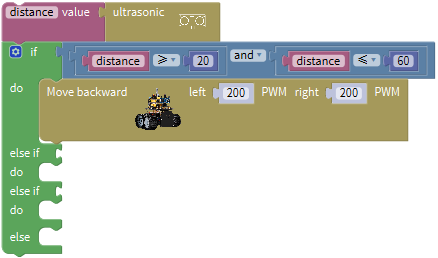 distance value ultrasonic
if distance ≥ 20 and distance ≤ 60
do Move backward left 200 PWM right 200 PWM
else if
do
else if
do
else